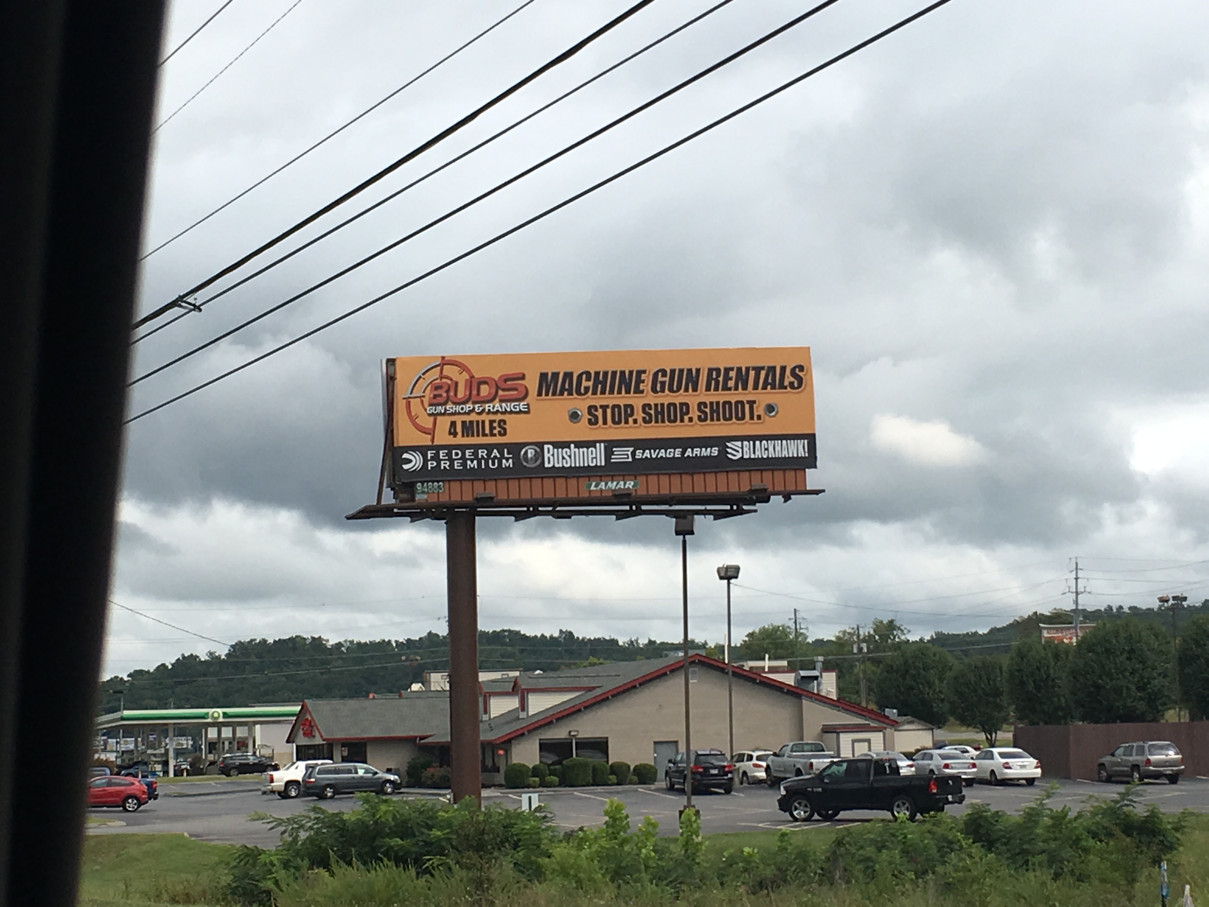 BUDS
GUN SHOP & RANGE
4 MILES
MACHINE GUN RENTALS
STOP. SHOP. SHOOT.
FEDERAL
PREMIUM
Bushnell
SAVAGE ARMS
BLACKHAWK!
94883
LAMAR